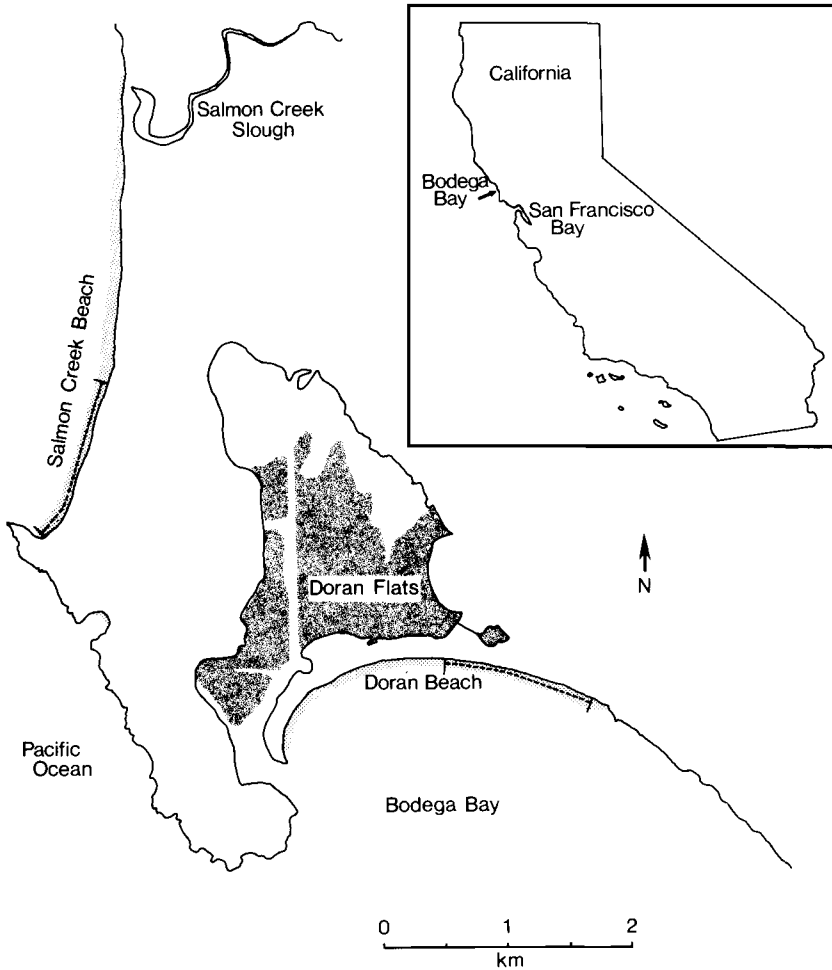 Salmon Creek
Slough
California
Bodega
Bay
San Francisco
Bay
Salmon Creek Beach
N
Doran Flats
Doran Beach
Pacific
Ocean
Bodega Bay
0 1 2
km